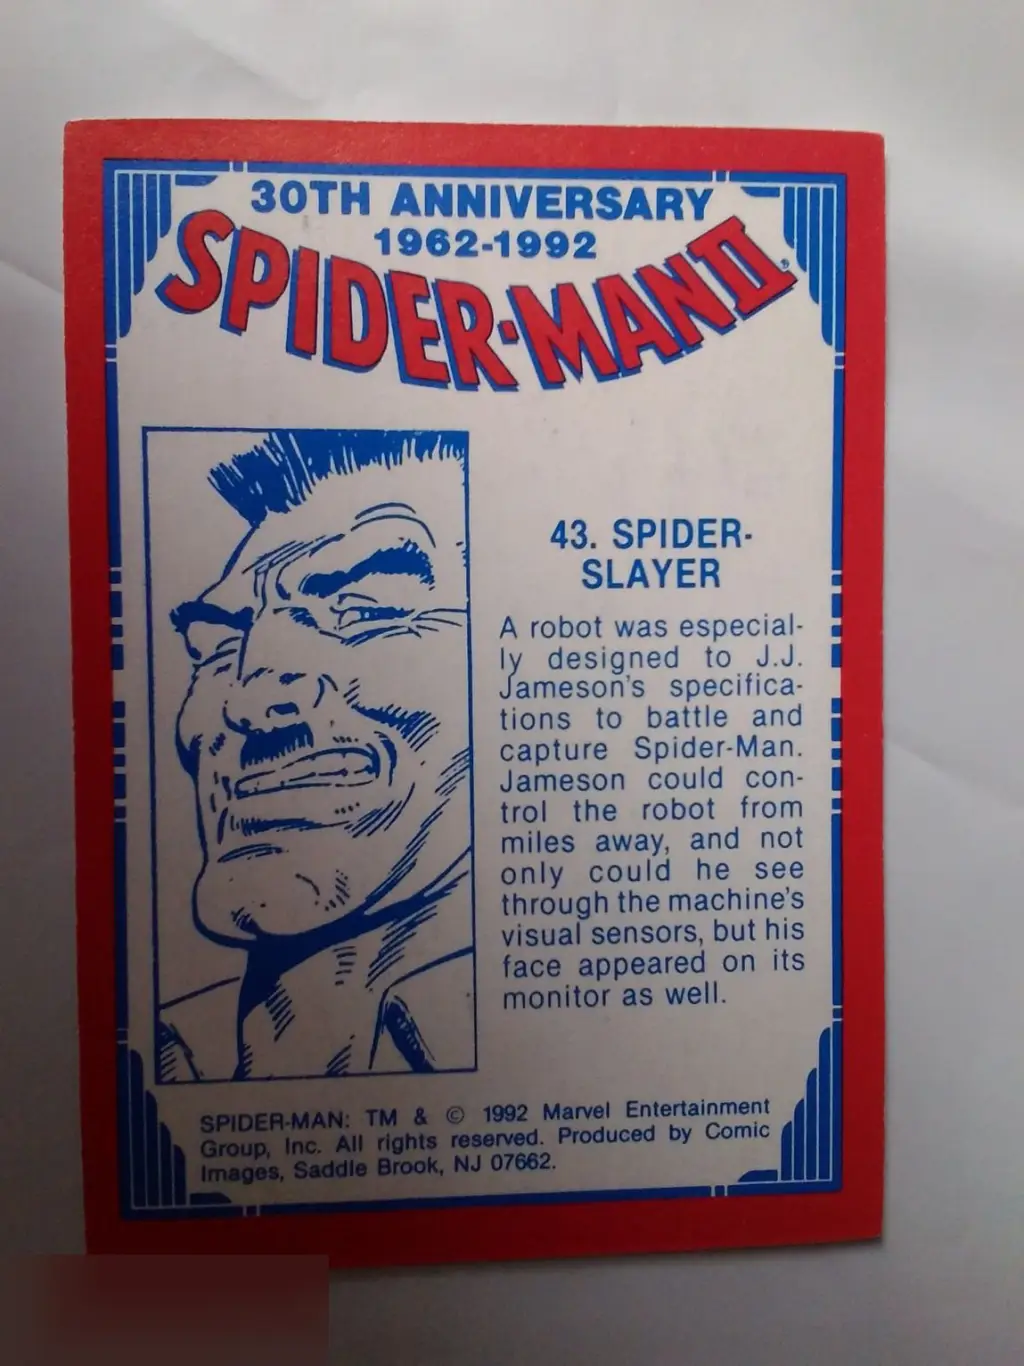 30TH ANNIVERSARY
1962-1992
SPIDER-MAN II®
43. SPIDER-
SLAYER
A robot was especial-
ly designed to J.J.
Jameson's specifica-
tions to battle and
capture Spider-Man.
Jameson could con-
trol the robot from
miles away, and not
only could he see
through the machine's
visual sensors, but his
face appeared on its
monitor as well.
SPIDER-MAN: TM & © 1992 Marvel Entertainment
Group, Inc. All rights reserved. Produced by Comic
Images, Saddle Brook, NJ 07662.